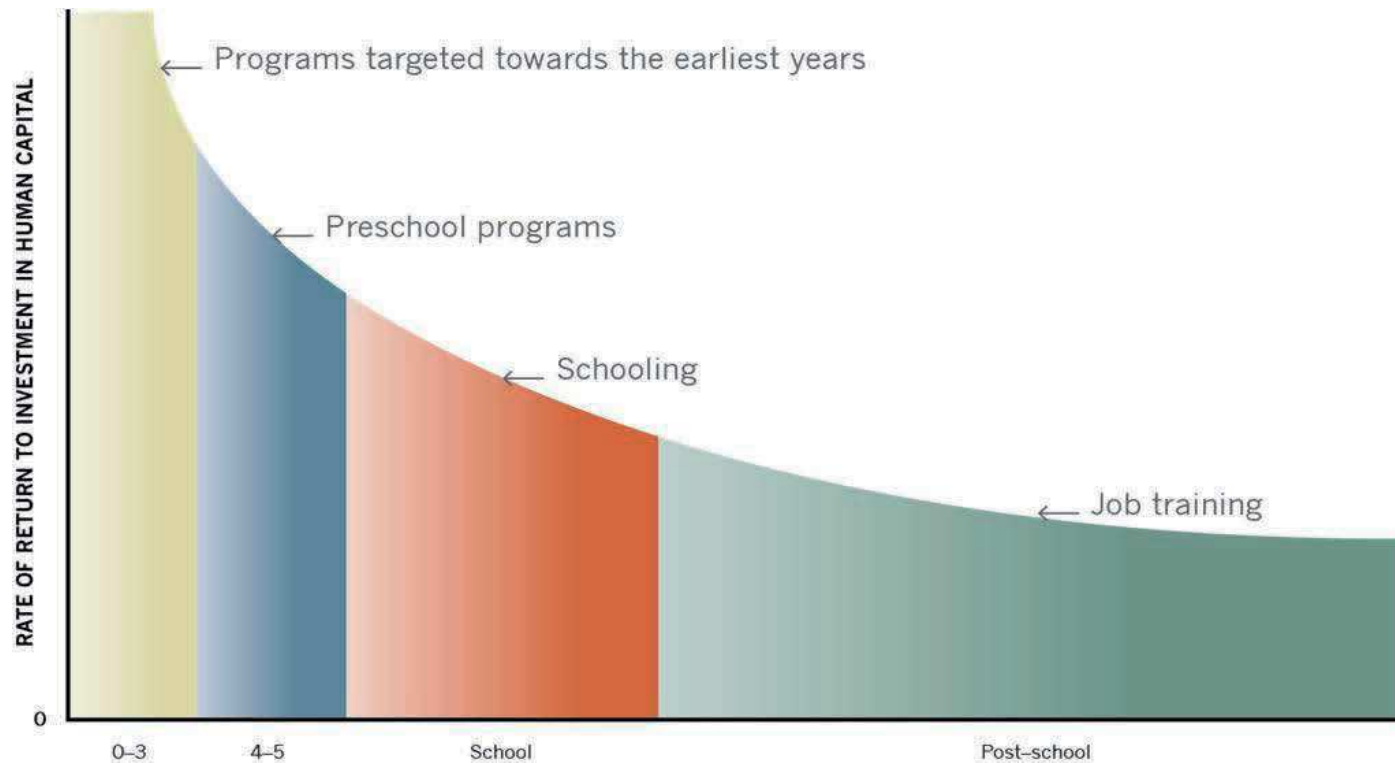 Programs targeted towards the earliest years
Preschool programs
Schooling
Job training
RATE OF RETURN TO INVESTMENT IN HUMAN CAPITAL
0
0–3
4–5
School
Post–school